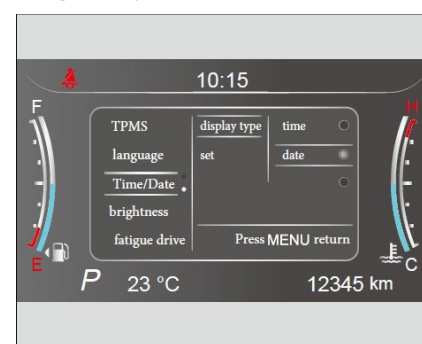 10:15
F
H
TPMS display type time
language set date
Time/Date
brightness
fatigue drive Press MENU return
E
C
P 23 °C 12345 km